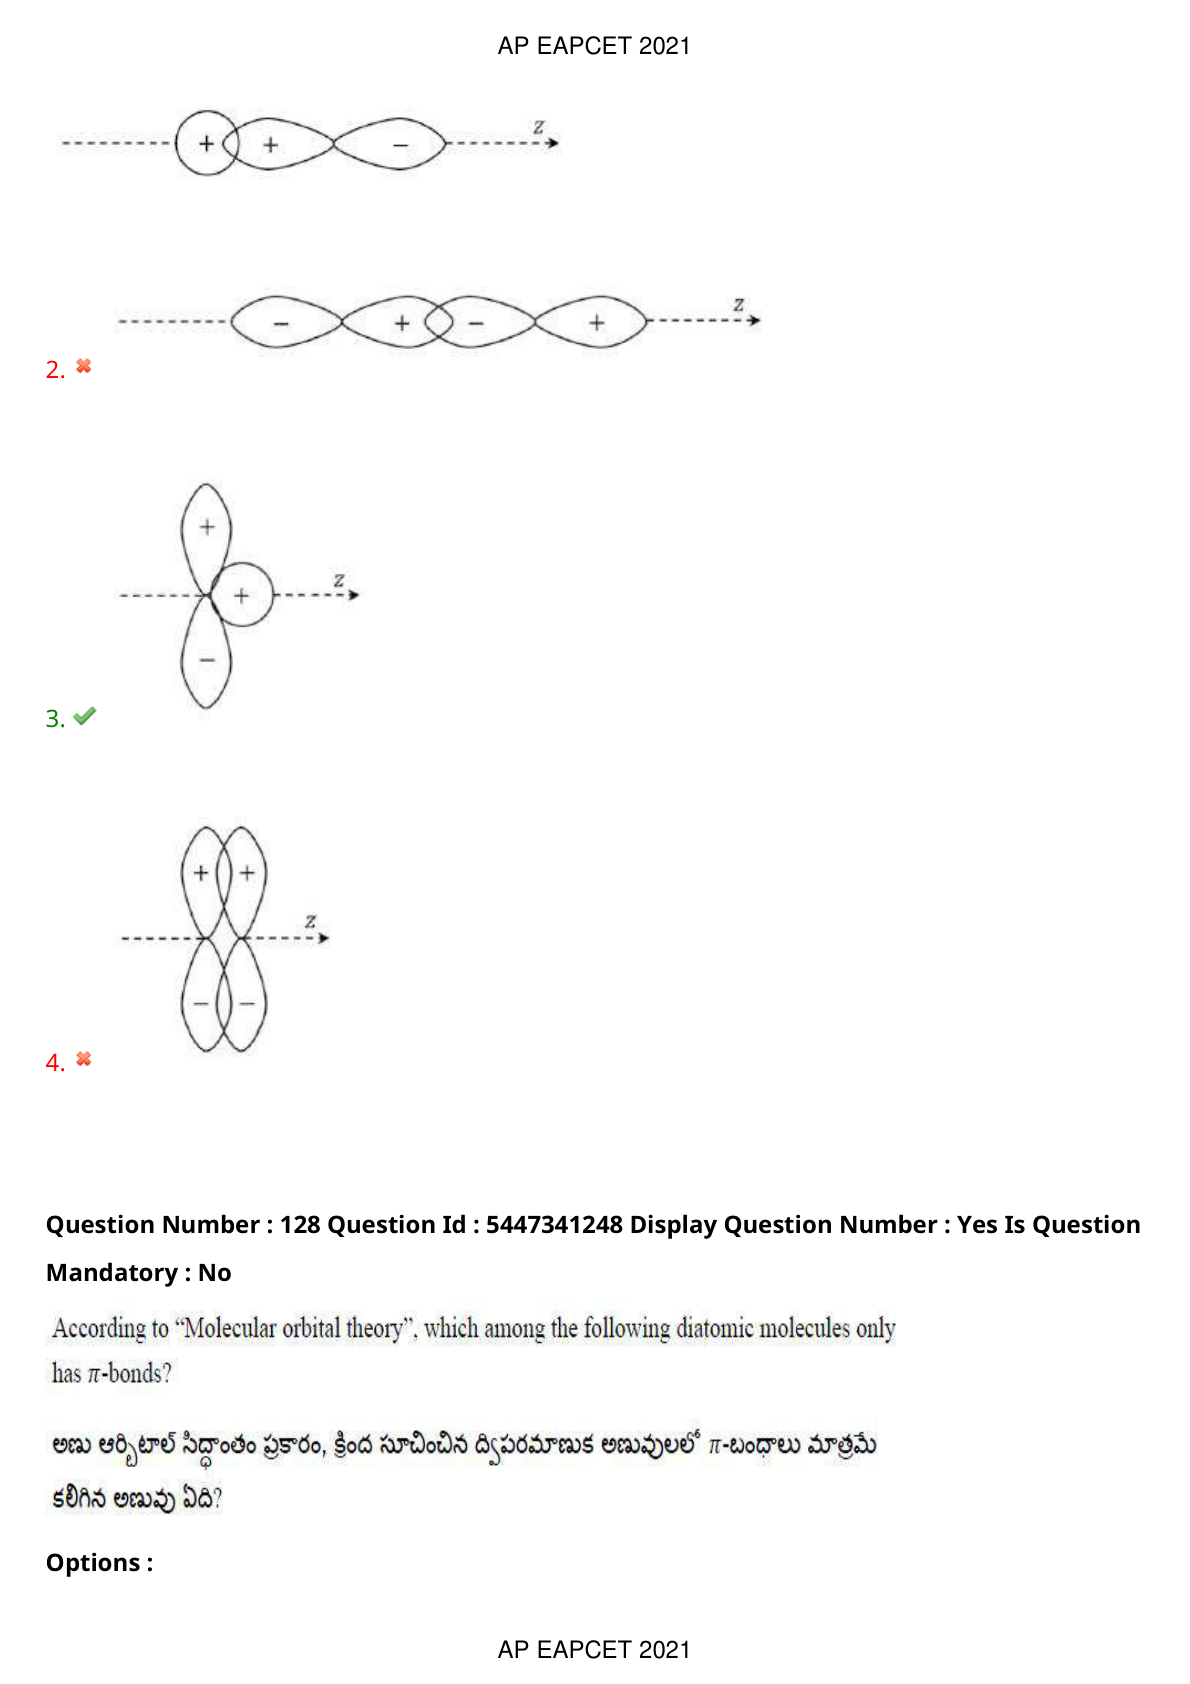 AP EAPCET 2021
+ + − Z
− + − + Z
2.
+
+ Z
−
3.
+ +
Z
− −
4.
Question Number : 128 Question Id : 5447341248 Display Question Number : Yes Is Question
Mandatory : No
According to “Molecular orbital theory”, which among the following diatomic molecules only
has π-bonds?
అణు ఆర్బిటాల్ సిద్ధాంతం ప్రకారం, క్రింద సూచించిన ద్విపరమాణుక అణువులలో π-బంధాలు మాత్రమే
కలిగిన అణువు ఏది?
Options :
AP EAPCET 2021